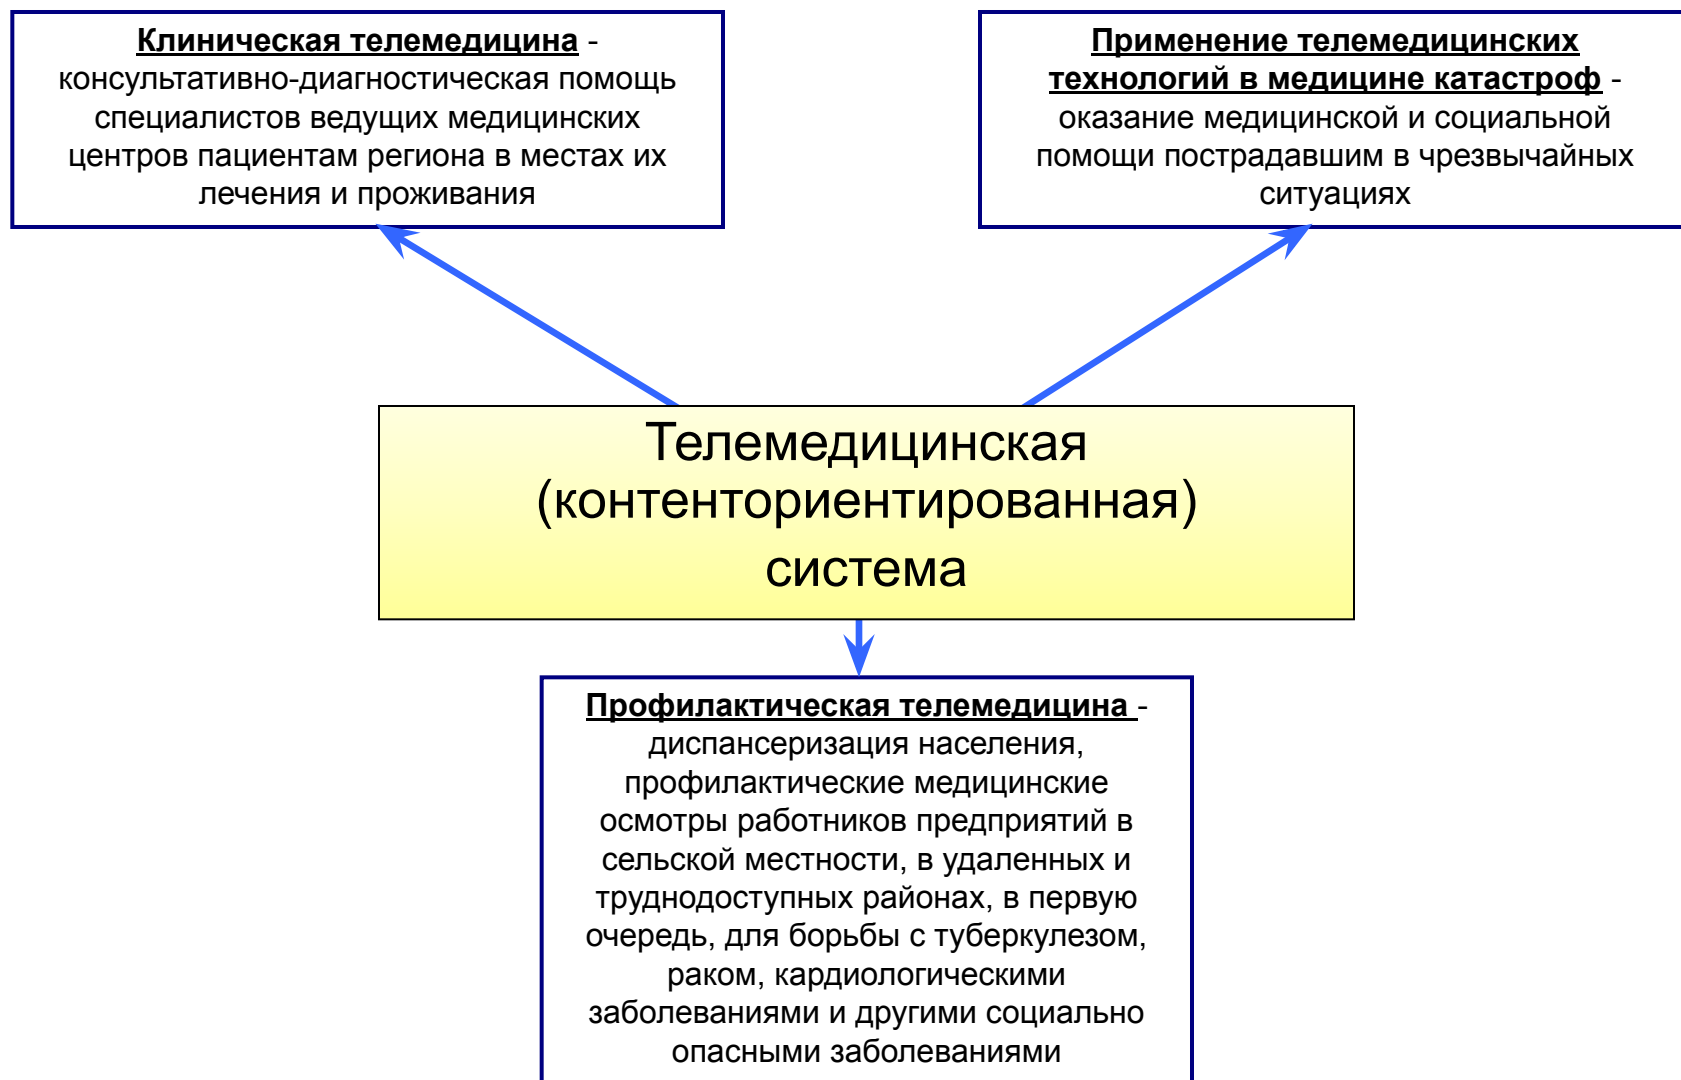 Клиническая телемедицина -
консультативно-диагностическая помощь
специалистов ведущих медицинских
центров пациентам региона в местах их
лечения и проживания
Применение телемедицинских
технологий в медицине катастроф -
оказание медицинской и социальной
помощи пострадавшим в чрезвычайных
ситуациях
Телемедицинская
(контенториентированная)
система
Профилактическая телемедицина -
диспансеризация населения,
профилактические медицинские
осмотры работников предприятий в
сельской местности, в удаленных и
труднодоступных районах, в первую
очередь, для борьбы с туберкулезом,
раком, кардиологическими
заболеваниями и другими социально
опасными заболеваниями